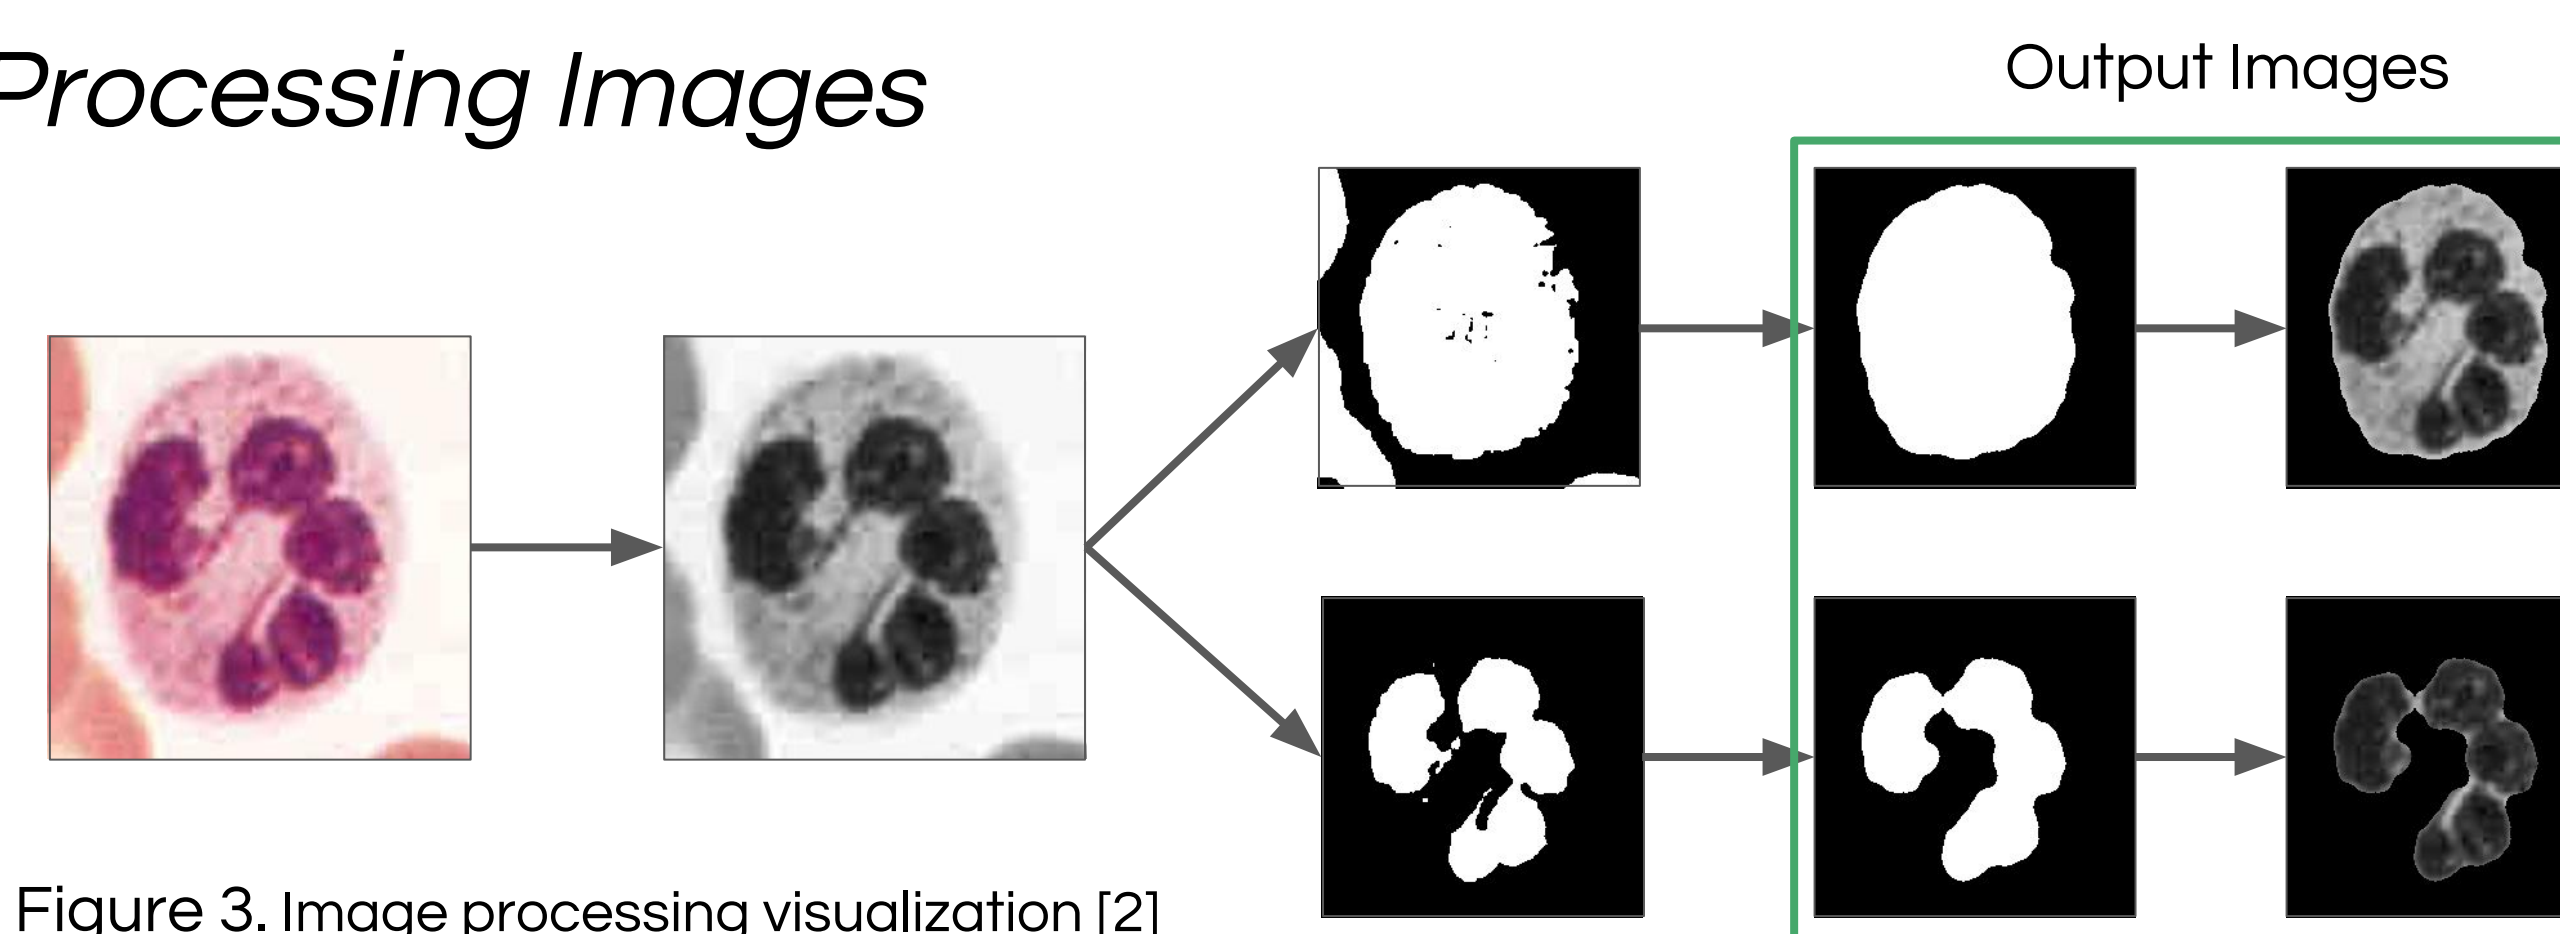 Processing Images
Output Images
Figure 3. Image processing visualization [2]